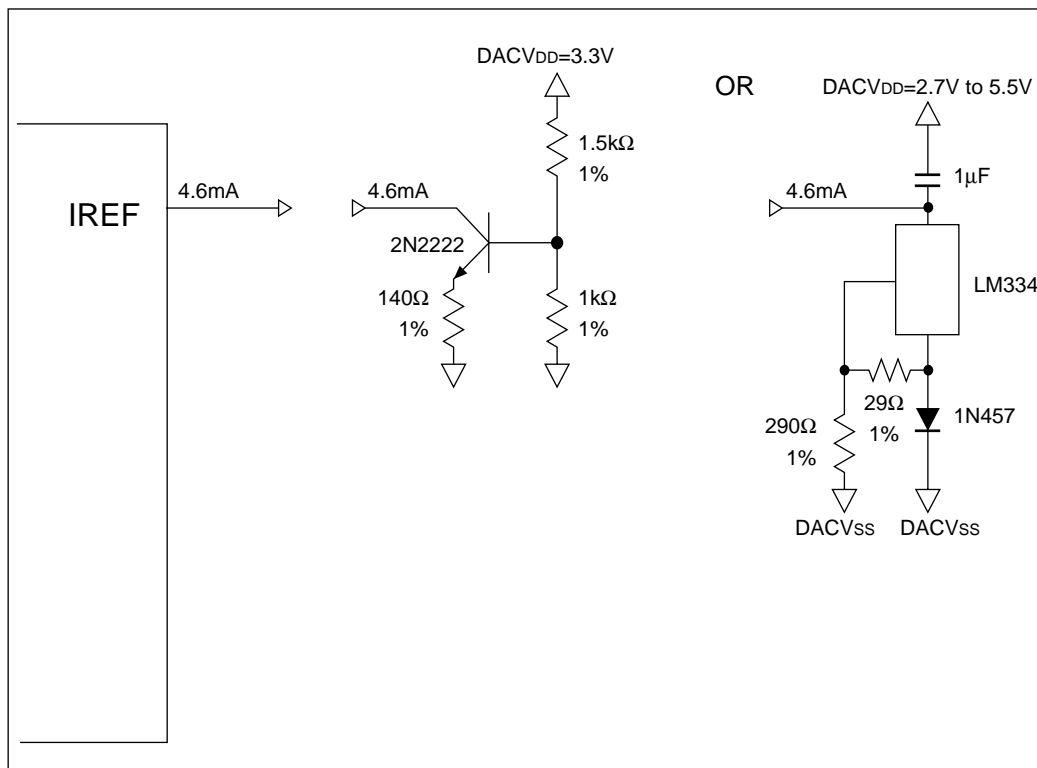 DACVDD=3.3V
OR
DACVDD=2.7V to 5.5V
1.5kΩ
1%
1µF
4.6mA
4.6mA
4.6mA
IREF
2N2222
LM334
140Ω
1%
1kΩ
1%
29Ω
1%
1N457
290Ω
1%
DACVSS
DACVSS